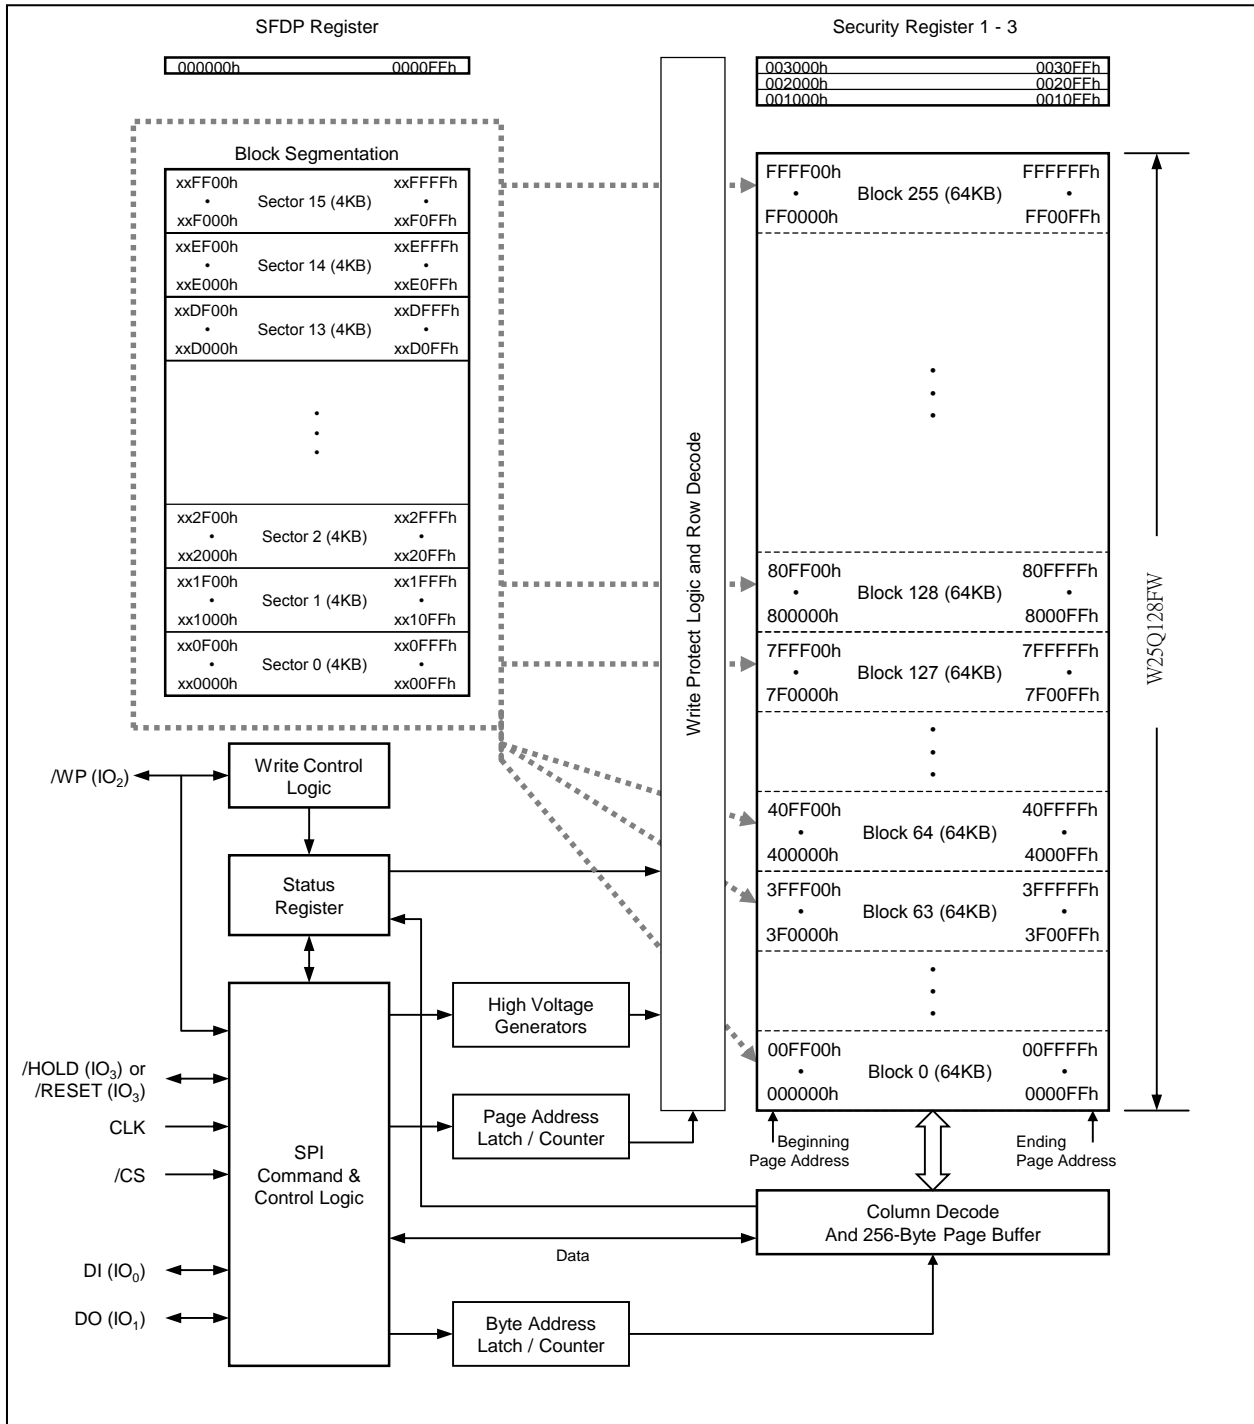 SFDP Register
000000h 0000FFh
Security Register 1 - 3
003000h 0030FFh
002000h 0020FFh
001000h 0010FFh
Block Segmentation
xxFF00h xxFFFFh
• Sector 15 (4KB) •
xxF000h xxF0FFh
xxEF00h xxEFFFh
• Sector 14 (4KB) •
xxE000h xxE0FFh
xxDF00h xxDFFFh
• Sector 13 (4KB) •
xxD000h xxD0FFh
xx2F00h xx2FFFh
• Sector 2 (4KB) •
xx2000h xx20FFh
xx1F00h xx1FFFh
• Sector 1 (4KB) •
xx1000h xx10FFh
xx0F00h xx0FFFh
• Sector 0 (4KB) •
xx0000h xx00FFh
Write Protect Logic and Row Decode
FFFF00h FFFFFFh
• Block 255 (64KB) •
FF0000h FF00FFh
80FF00h 80FFFFh
• Block 128 (64KB) •
800000h 8000FFh
7FFF00h 7FFFFFh
• Block 127 (64KB) •
7F0000h 7F00FFh
40FF00h 40FFFFh
• Block 64 (64KB) •
400000h 4000FFh
3FFF00h 3FFFFFh
• Block 63 (64KB) •
3F0000h 3F00FFh
00FF00h 00FFFFh
• Block 0 (64KB) •
000000h 0000FFh
W25Q128FW
Beginning
Page Address
Ending
Page Address
/WP (IO2)
Write Control
Logic
Status
Register
/HOLD (IO3) or
/RESET (IO3)
CLK
/CS
DI (IO0)
DO (IO1)
SPI
Command &
Control Logic
High Voltage
Generators
Page Address
Latch / Counter
Data
Column Decode
And 256-Byte Page Buffer
Byte Address
Latch / Counter